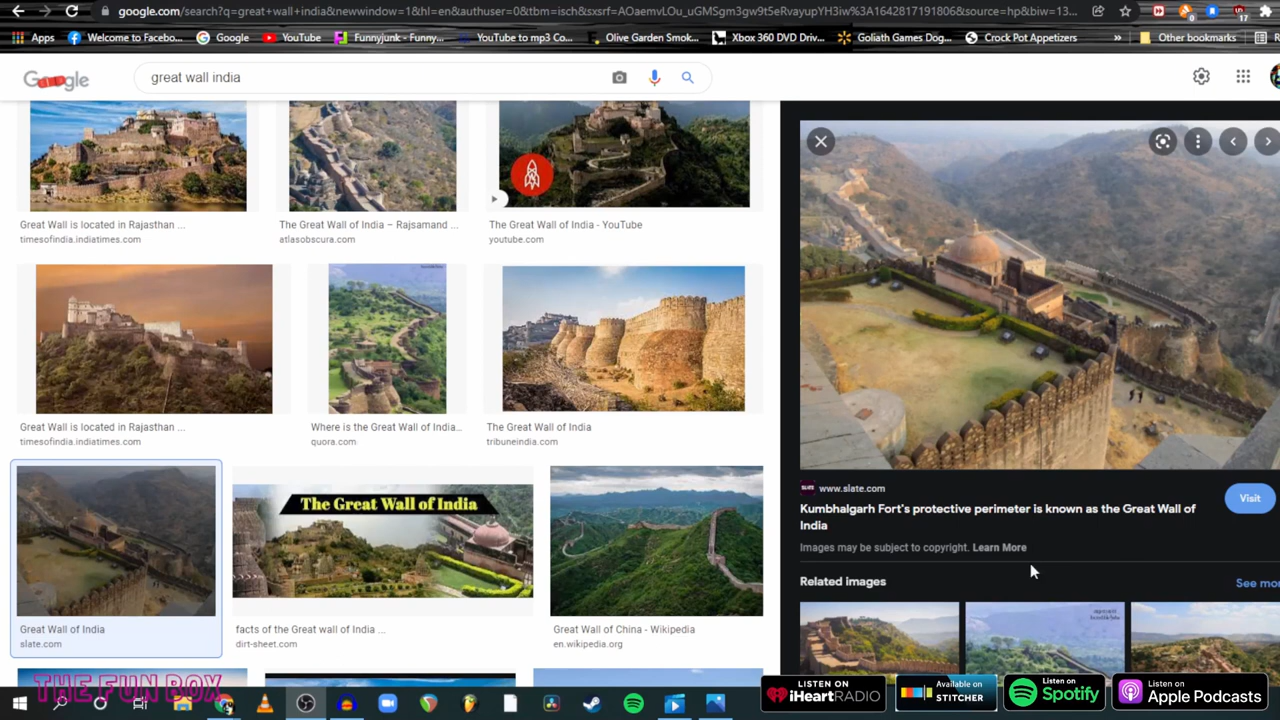 google.com/search?q=great+wall+india&newwindow=1&hl=en&authuser=0&tbm=isch&sxsrf=AOaemvLOu_uGMSgm3gw9t5eRvayupYH3iw%3A1642817191806&source=hp&biw=13...
Apps Welcome to Facebo... Google YouTube Funnyjunk - Funny... YouTube to mp3 Co... Olive Garden Smok... Xbox 360 DVD Driv... Goliath Games Dog... Crock Pot Appetizers » Other bookmarks
Google
great wall india
Great Wall is located in Rajasthan ...
timesofindia.indiatimes.com
The Great Wall of India – Rajsamand ...
atlasobscura.com
The Great Wall of India - YouTube
youtube.com
Great Wall is located in Rajasthan ...
timesofindia.indiatimes.com
Where is the Great Wall of India...
quora.com
The Great Wall of India
tribuneindia.com
Great Wall of India
slate.com
The Great Wall of India
facts of the Great wall of India ...
dirt-sheet.com
Great Wall of China - Wikipedia
en.wikipedia.org
SLATE www.slate.com
Kumbhalgarh Fort's protective perimeter is known as the Great Wall of
India
Visit
Images may be subject to copyright. Learn More
Related images
See mor
THE FUN BOX
LISTEN ON
iHeartRADIO
Available on
STITCHER
LISTEN ON
Spotify
Listen on
Apple Podcasts